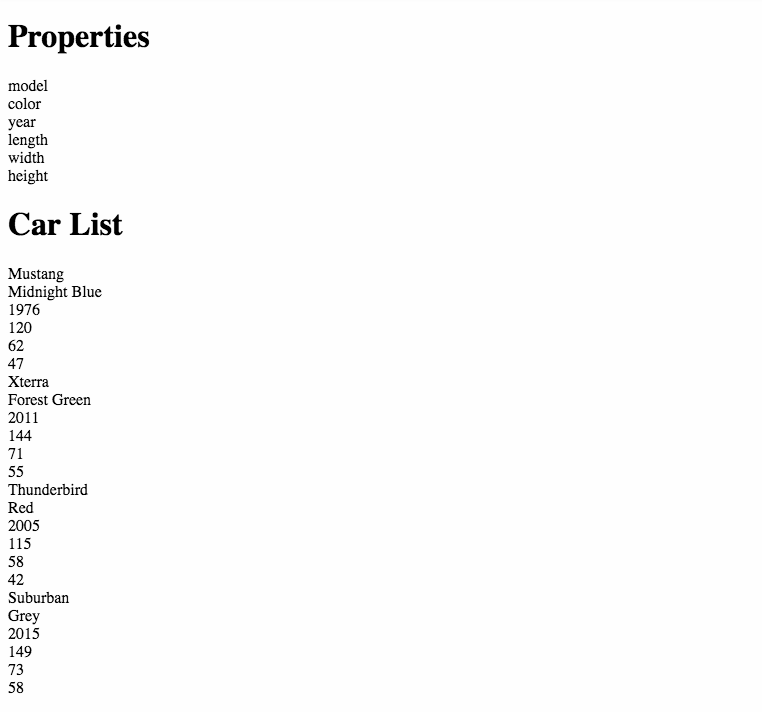 Properties
model
color
year
length
width
height
Car List
Mustang
Midnight Blue
1976
120
62
47
Xterra
Forest Green
2011
144
71
55
Thunderbird
Red
2005
115
58
42
Suburban
Grey
2015
149
73
58